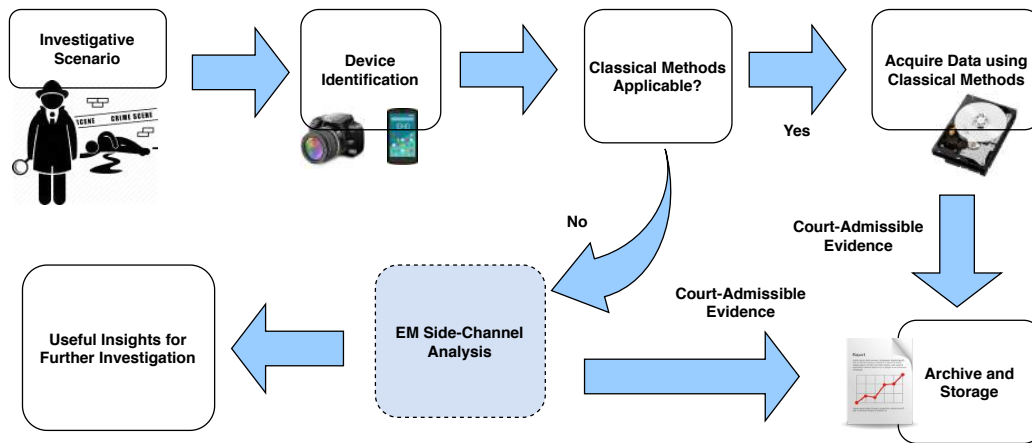 Investigative
Scenario
Device
Identification
Classical Methods
Applicable?
Yes
Acquire Data using
Classical Methods
CRIME SCENE
SCENE
No
Court-Admissible
Evidence
Useful Insights for
Further Investigation
EM Side-Channel
Analysis
Court-Admissible
Evidence
Report
Archive and
Storage